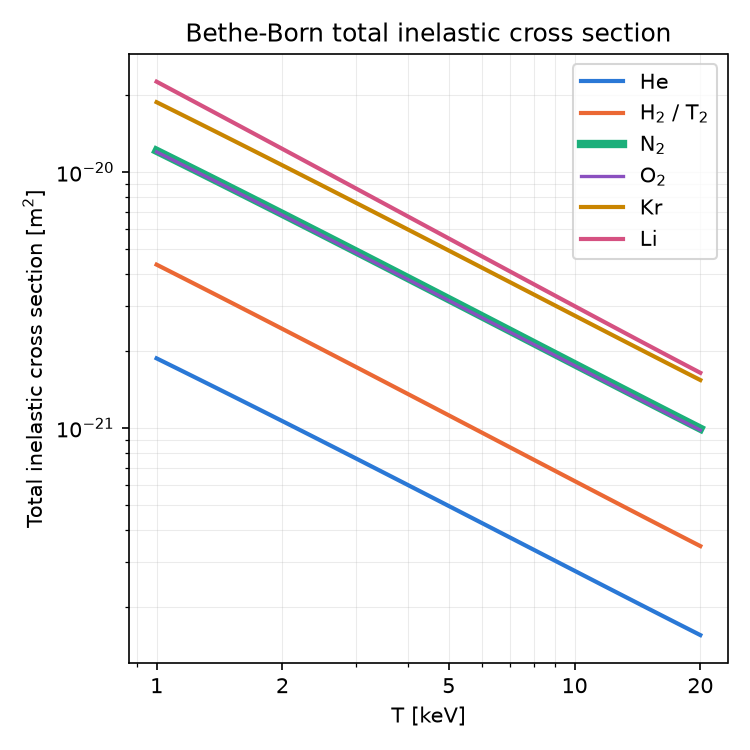 Bethe-Born total inelastic cross section
He
H₂ / T₂
N₂
O₂
Kr
Li
10⁻²⁰
10⁻²¹
Total inelastic cross section [m²]
1 2 5 10 20
T [keV]